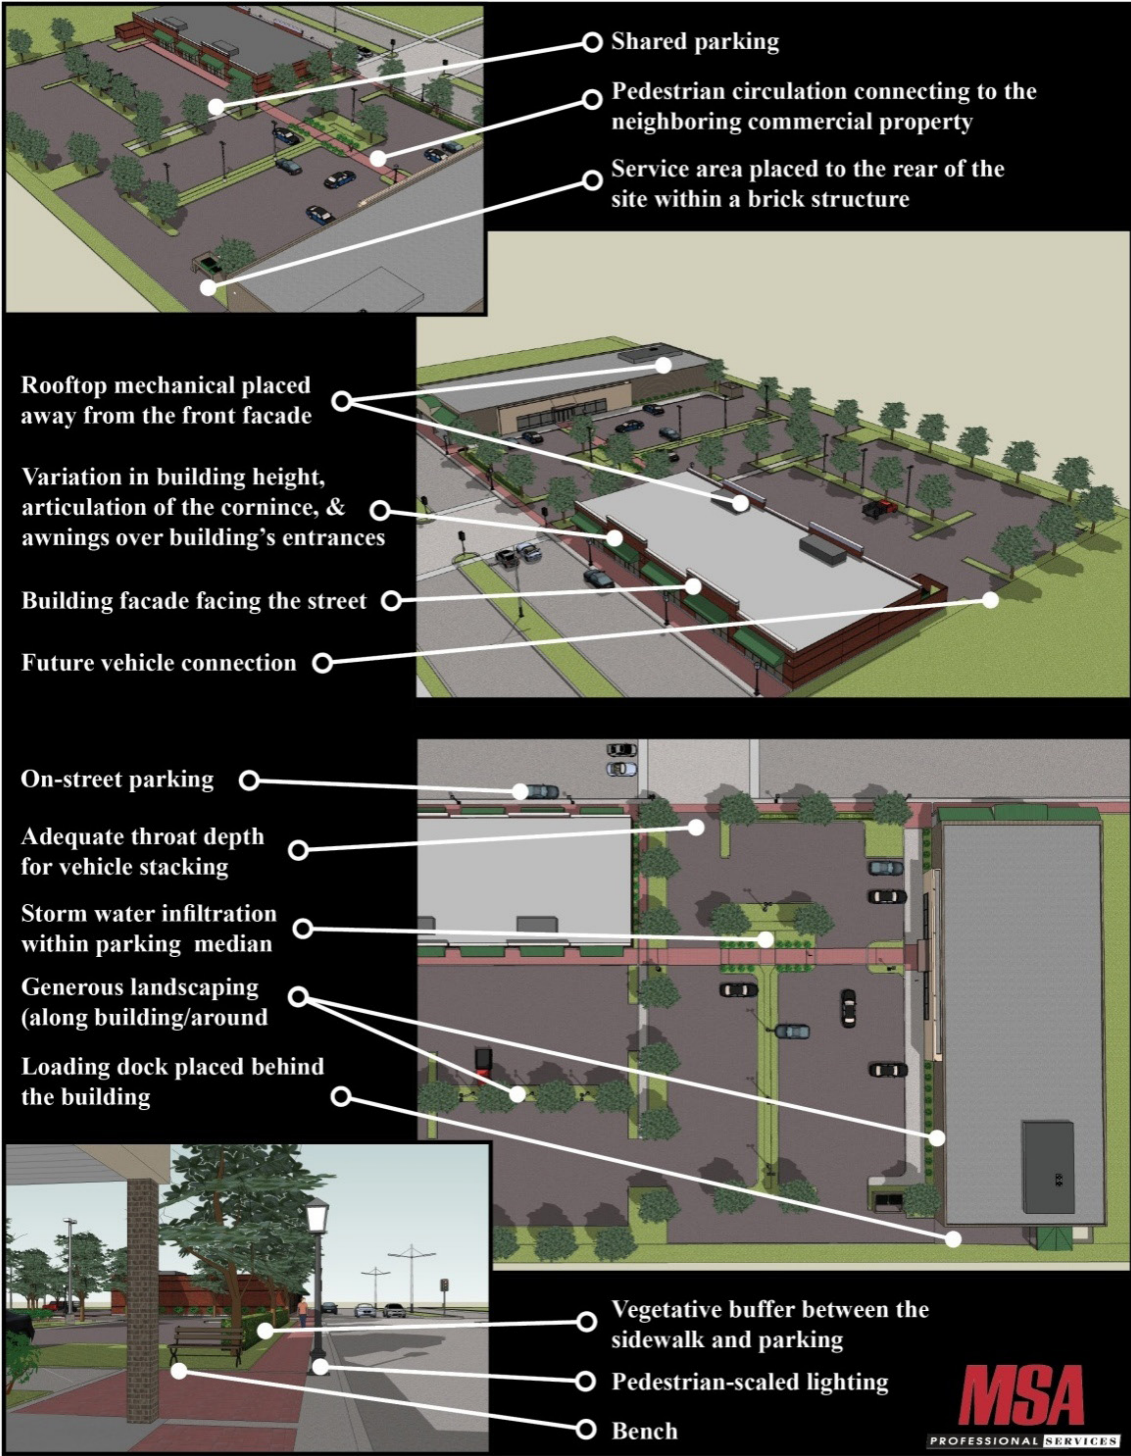 Shared parking
Pedestrian circulation connecting to the
neighboring commercial property
Service area placed to the rear of the
site within a brick structure
Rooftop mechanical placed
away from the front facade
Variation in building height,
articulation of the cornince, &
awnings over building's entrances
Building facade facing the street
Future vehicle connection
On-street parking
Adequate throat depth
for vehicle stacking
Storm water infiltration
within parking median
Generous landscaping
(along building/around
Loading dock placed behind
the building
Vegetative buffer between the
sidewalk and parking
Pedestrian-scaled lighting
Bench
MSA
PROFESSIONAL SERVICES